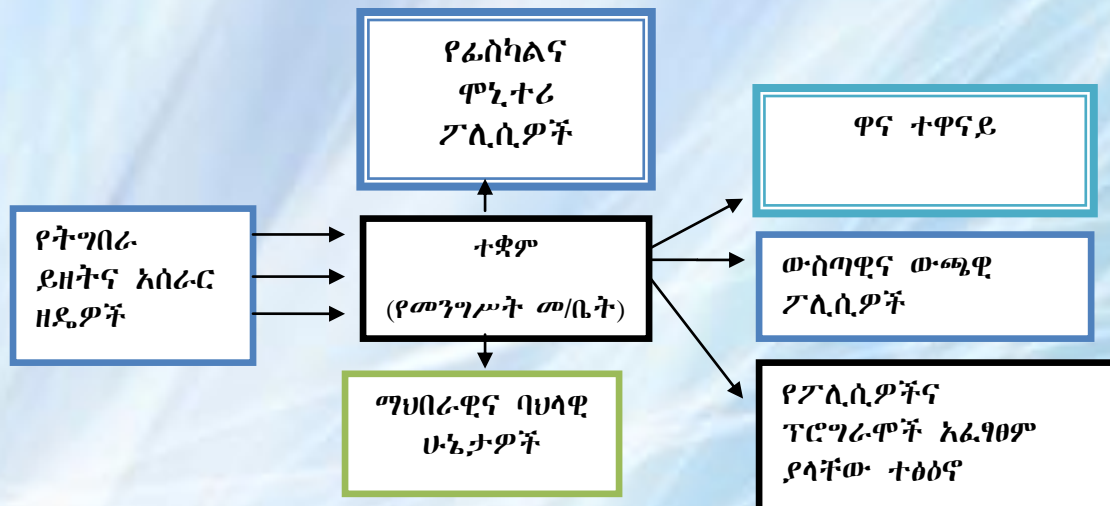 የፊስካልና
ሞኒተሪ
ፖሊሲዎች
ዋና ተዋናይ
የትግበራ
ይዘትና አሰራር
ዘዴዎች
ተቋም
(የመንግሥት መ/ቤት)
ውስጣዊና ውጫዊ
ፖሊሲዎች
ማህበራዊና ባህላዊ
ሁኔታዎች
የፖሊሲዎችና
ፕሮግራሞች አፈፃፀም
ያላቸው ተፅዕኖ